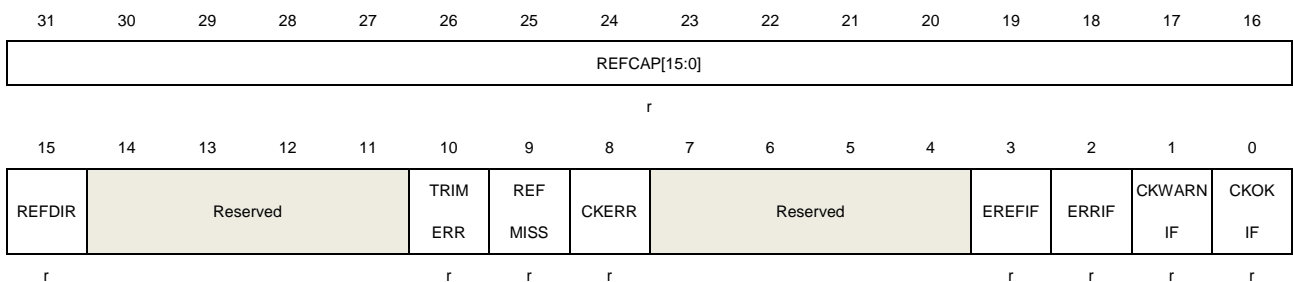 31 30 29 28 27 26 25 24 23 22 21 20 19 18 17 16
REFCAP[15:0]
r
15 14 13 12 11 10 9 8 7 6 5 4 3 2 1 0
REFDIR Reserved TRIM ERR REF MISS CKERR Reserved EREFIF ERRIF CKWARN IF CKOK IF
r r r r r r r r